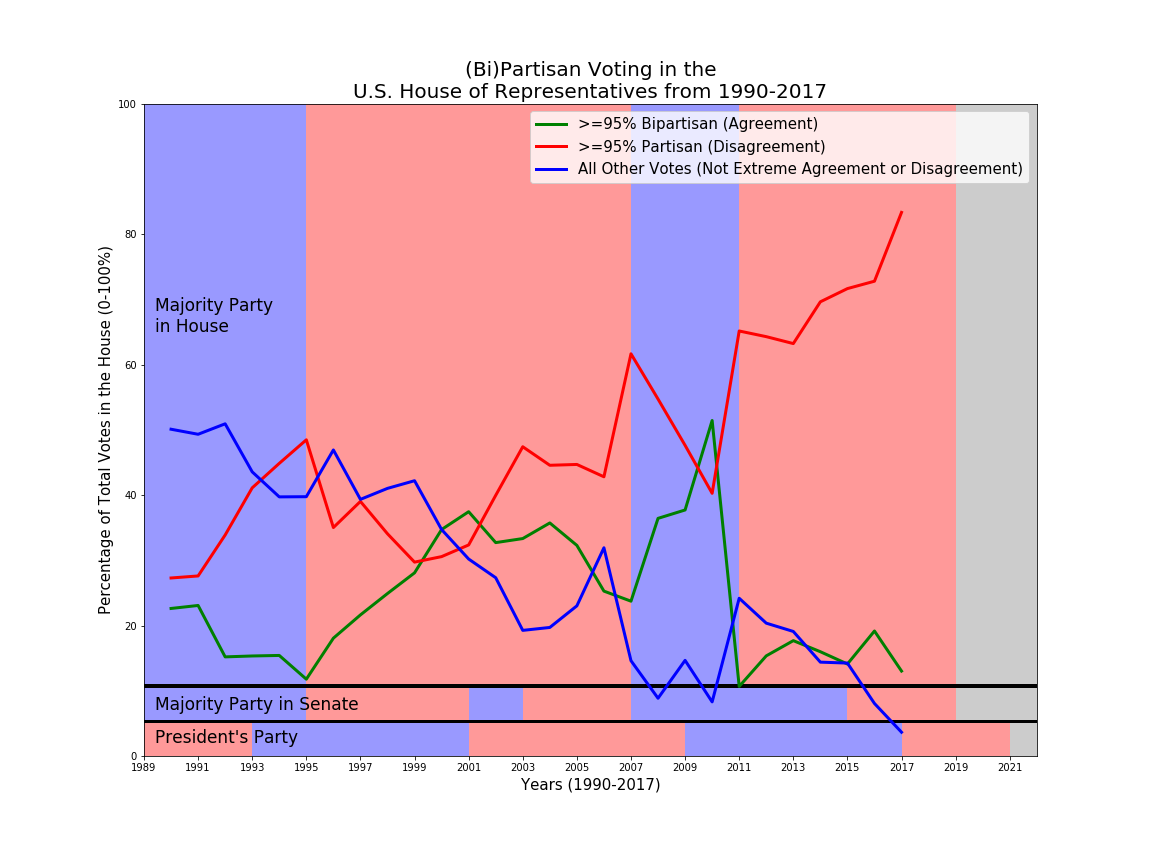 (Bi)Partisan Voting in the
U.S. House of Representatives from 1990-2017
>=95% Bipartisan (Agreement)
>=95% Partisan (Disagreement)
All Other Votes (Not Extreme Agreement or Disagreement)
Percentage of Total Votes in the House (0-100%)
100
80
60
40
20
0
Majority Party
in House
Majority Party in Senate
President's Party
1989 1991 1993 1995 1997 1999 2001 2003 2005 2007 2009 2011 2013 2015 2017 2019 2021
Years (1990-2017)